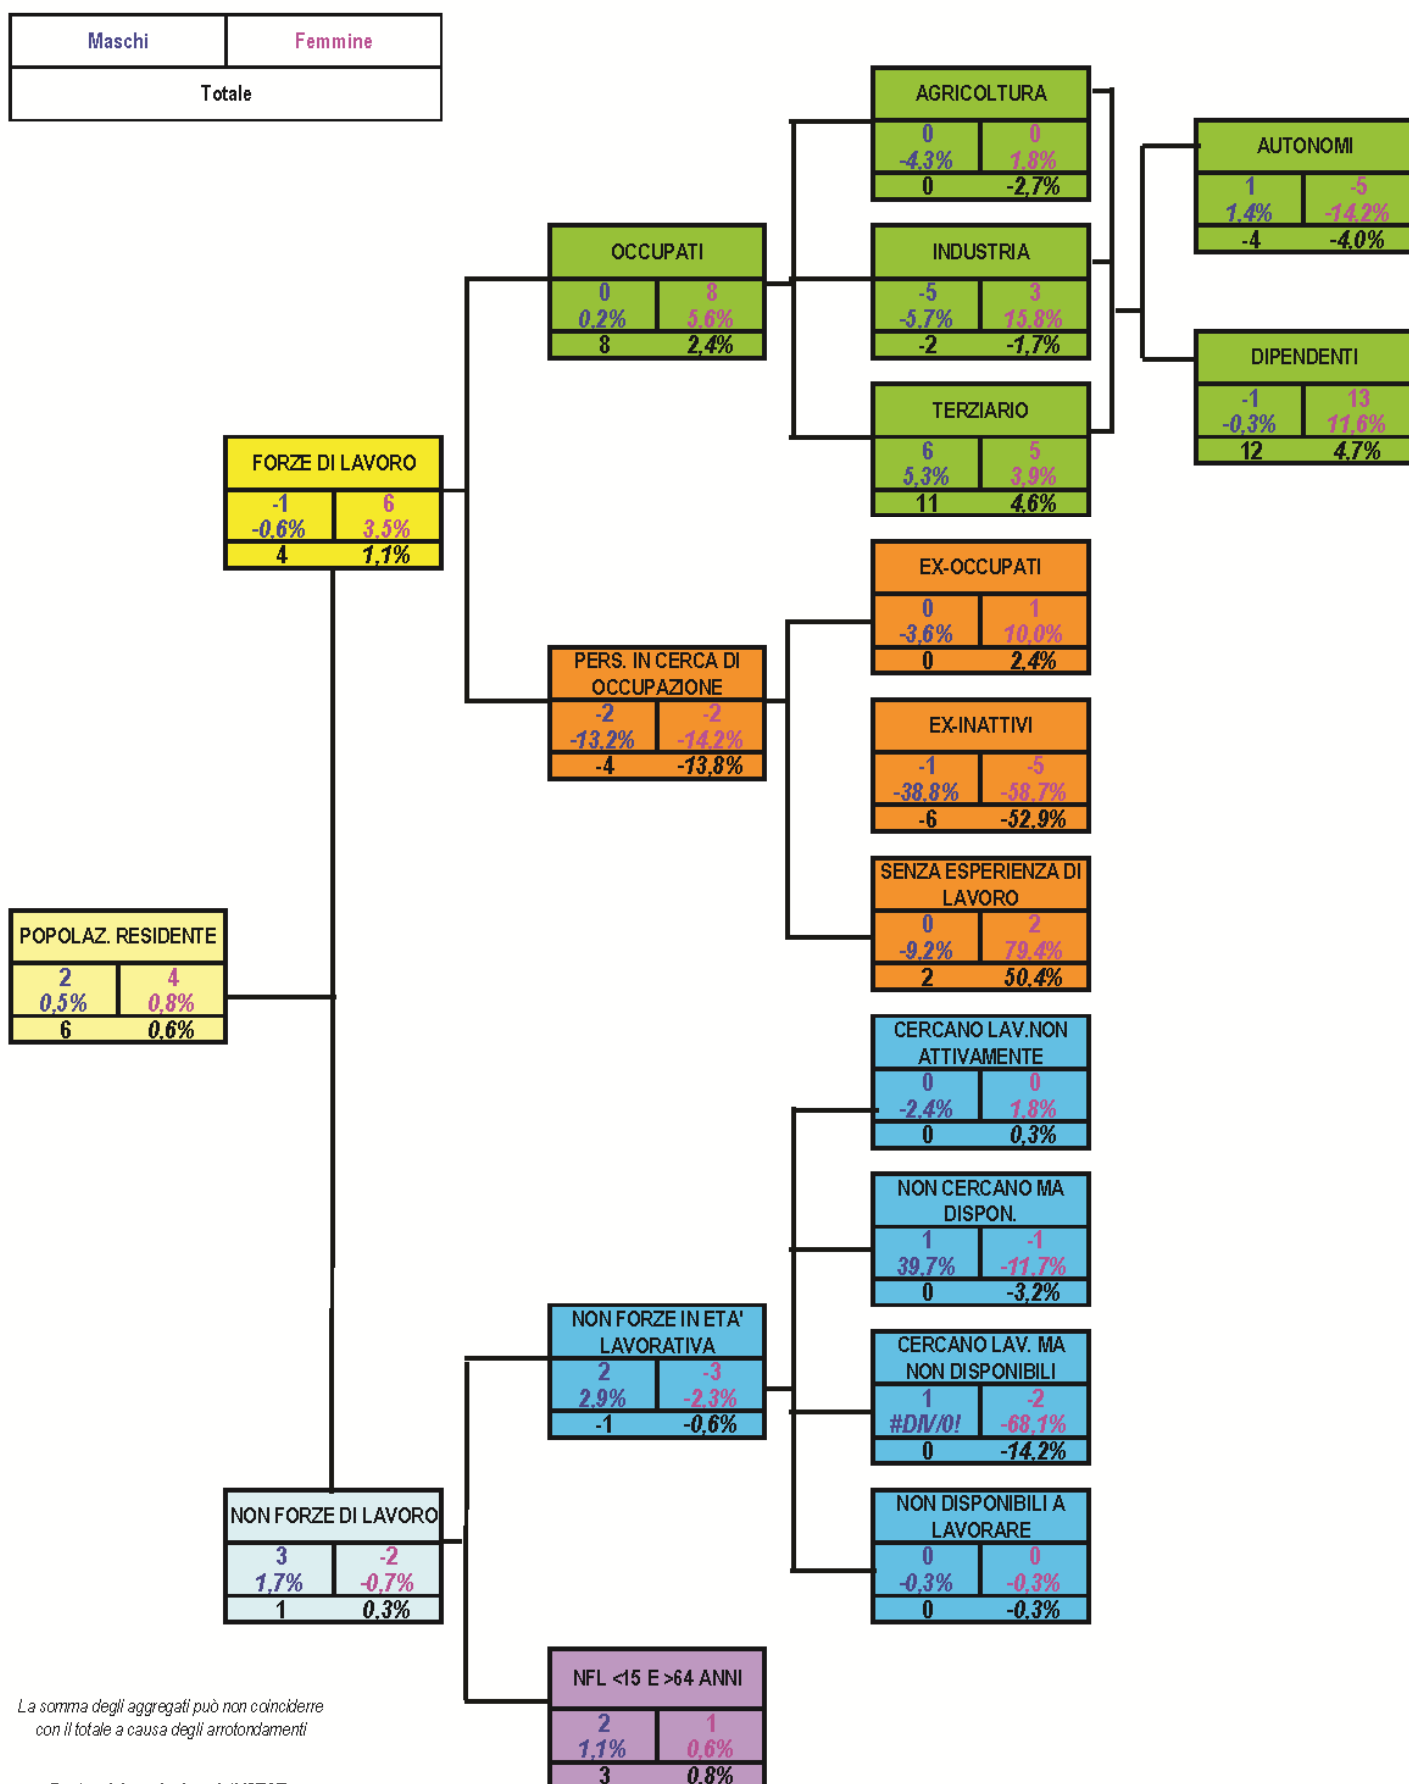 Maschi Femmine
Totale
AGRICOLTURA
0 0
-4.3% 1,8%
0 -2,7%
AUTONOMI
1 -5
1,4% -14,2%
-4 -4,0%
OCCUPATI
0 8
0,2% 5,6%
8 2,4%
INDUSTRIA
-5 3
-5,7% 15,8%
-2 -1,7%
DIPENDENTI
-1 13
-0,3% 11,6%
12 4,7%
TERZIARIO
6 5
5,3% 3,9%
11 4,6%
FORZE DI LAVORO
-1 6
-0,6% 3,5%
4 1,1%
EX-OCCUPATI
0 1
-3,6% 10,0%
0 2,4%
PERS. IN CERCA DI
OCCUPAZIONE
-2 -2
-13,2% -14,2%
-4 -13,8%
EX-INATTIVI
-1 -5
-38,8% -58,7%
-6 -52,9%
SENZA ESPERIENZA DI
LAVORO
0 2
-9,2% 79,4%
2 50,4%
POPOLAZ. RESIDENTE
2 4
0,5% 0,8%
6 0,6%
CERCANO LAV.NON
ATTIVAMENTE
0 0
-2,4% 1,8%
0 0,3%
NON CERCANO MA
DISPON.
1 -1
39,7% -11,7%
0 -3,2%
NON FORZE IN ETA'
LAVORATIVA
2 -3
2,9% -2,3%
-1 -0,6%
CERCANO LAV. MA
NON DISPONIBILI
1 -2
#DIV/0! -68,1%
0 -14,2%
NON FORZE DI LAVORO
3 -2
1,7% -0,7%
1 0,3%
NON DISPONIBILI A
LAVORARE
0 0
-0,3% -0,3%
0 -0,3%
NFL <15 E >64 ANNI
2 1
1,1% 0,6%
3 0,8%
La somma degli aggregati può non coinciderre
con il totale a causa degli arrotondamenti